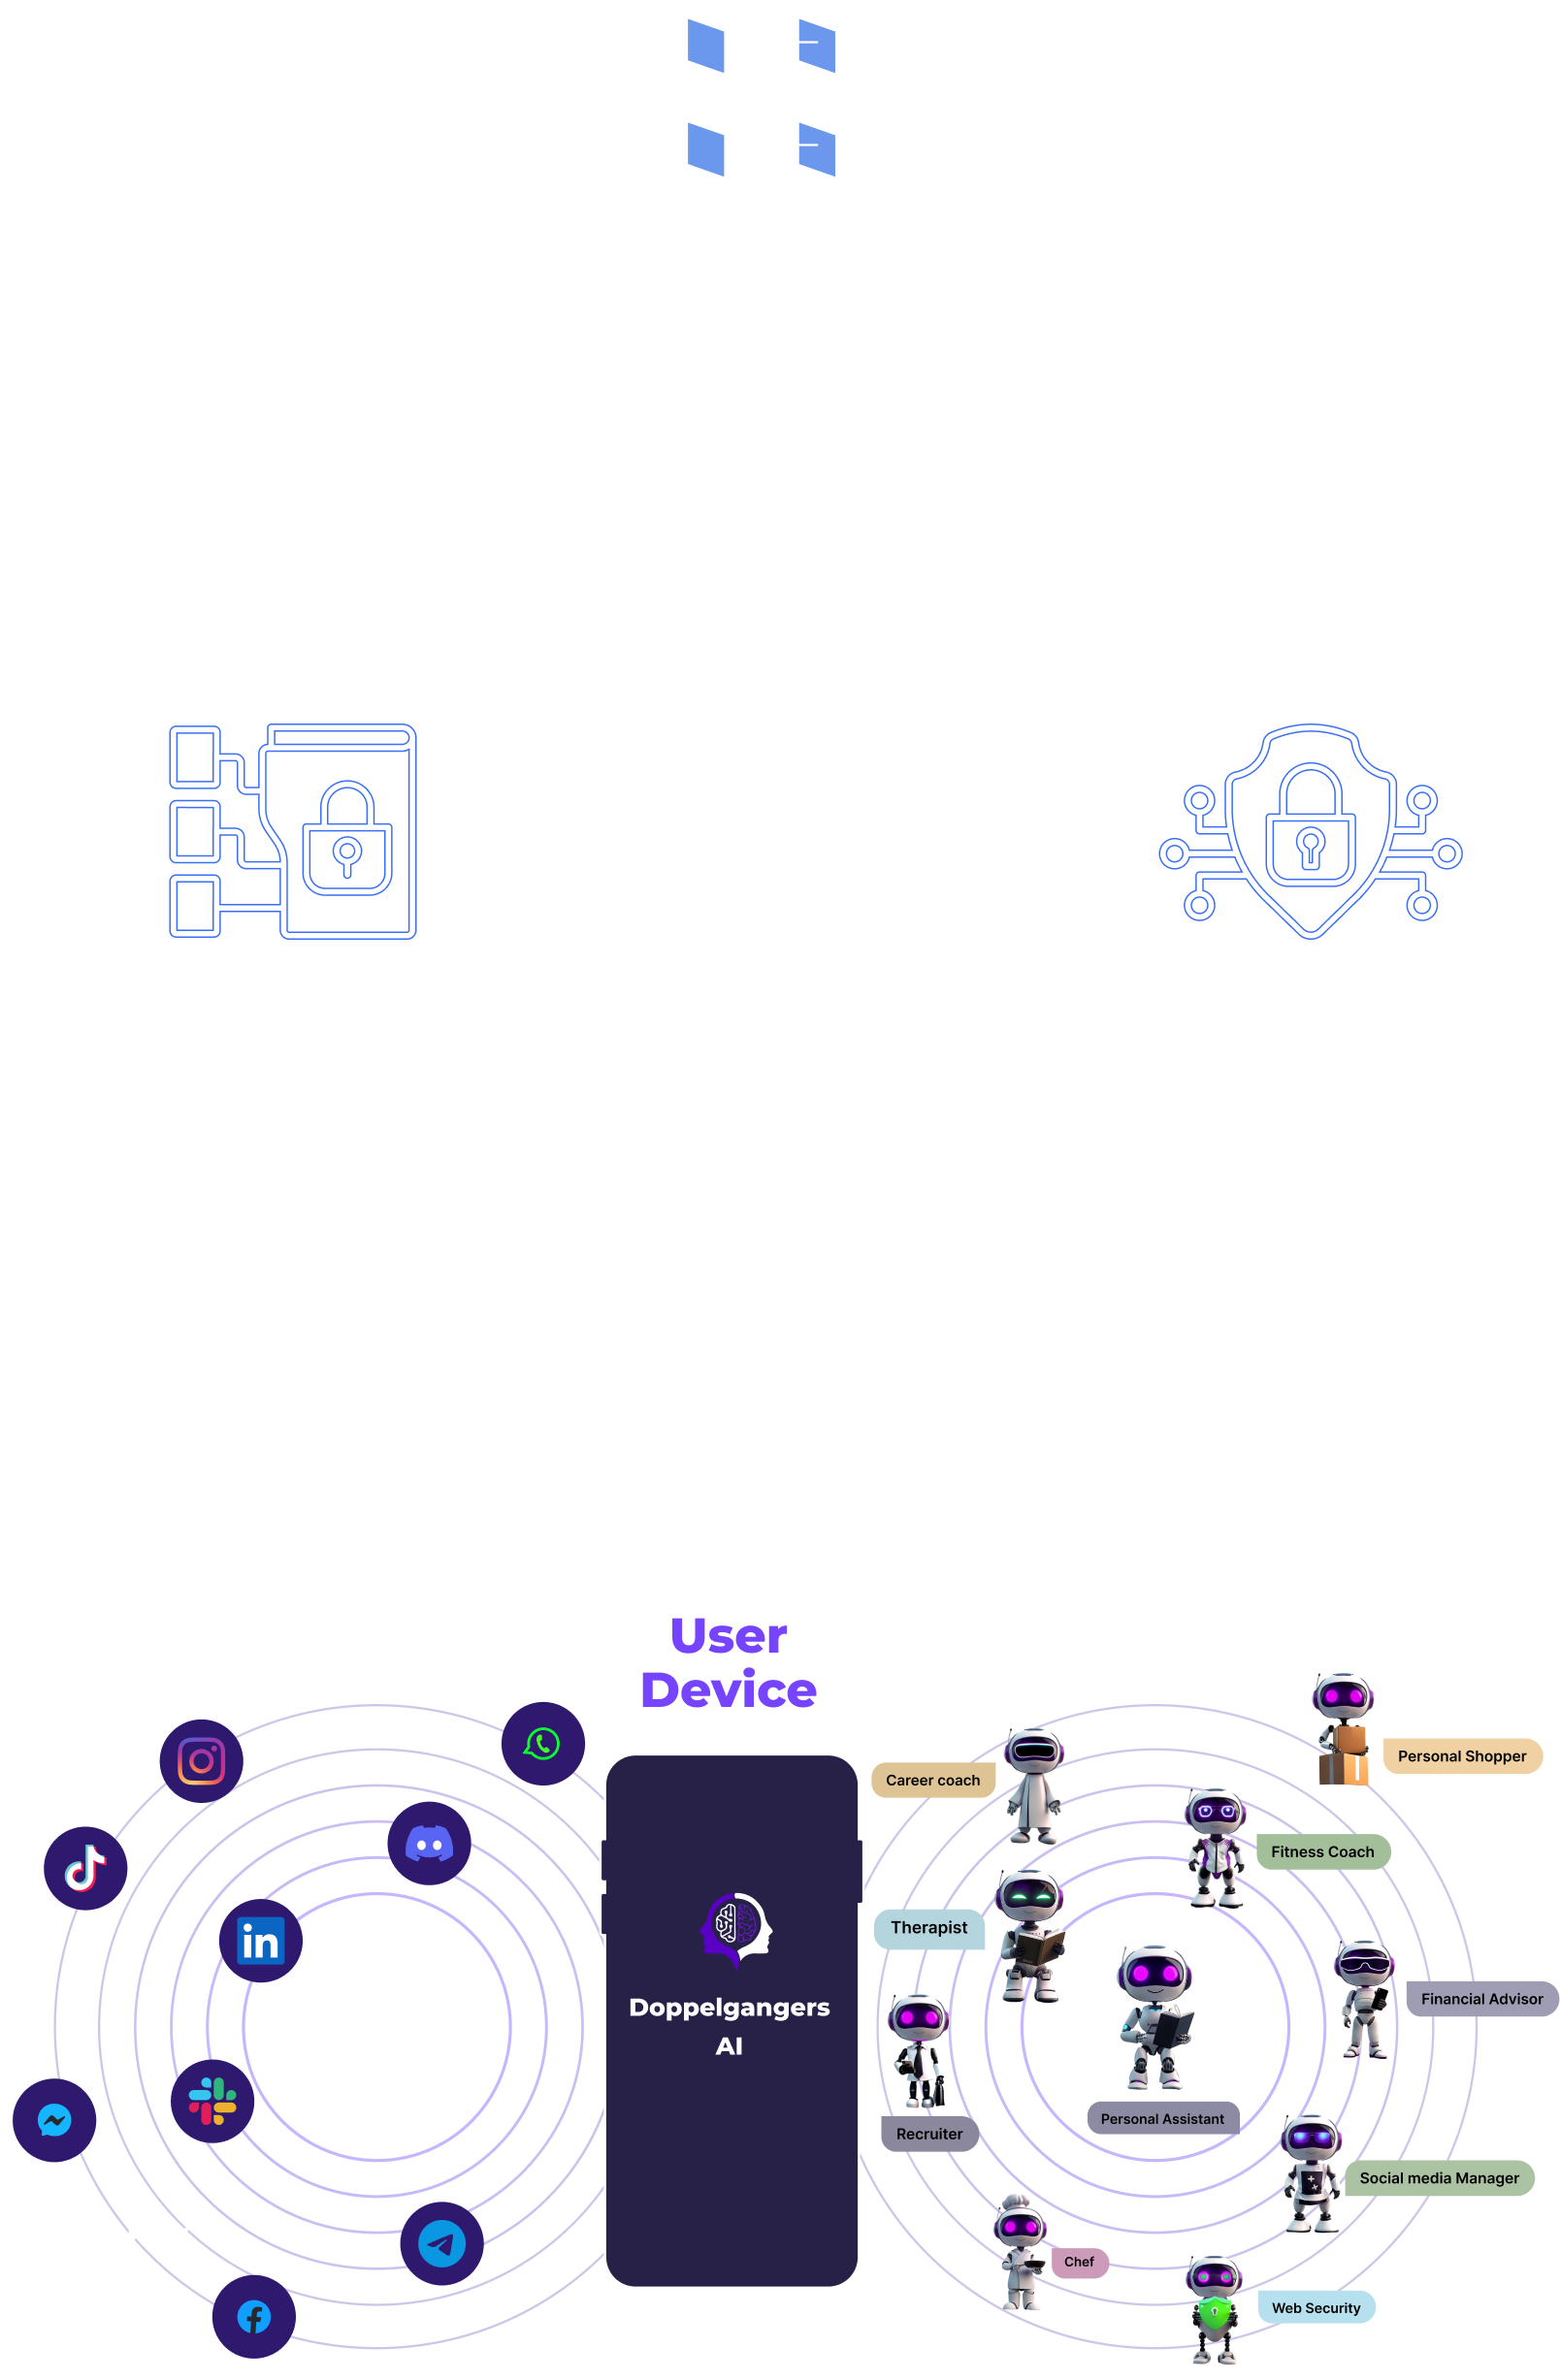 User
Device
Personal Shopper
Career coach
Fitness Coach
Therapist
Financial Advisor
Doppelgangers
AI
Personal Assistant
Recruiter
Social media Manager
Chef
Web Security